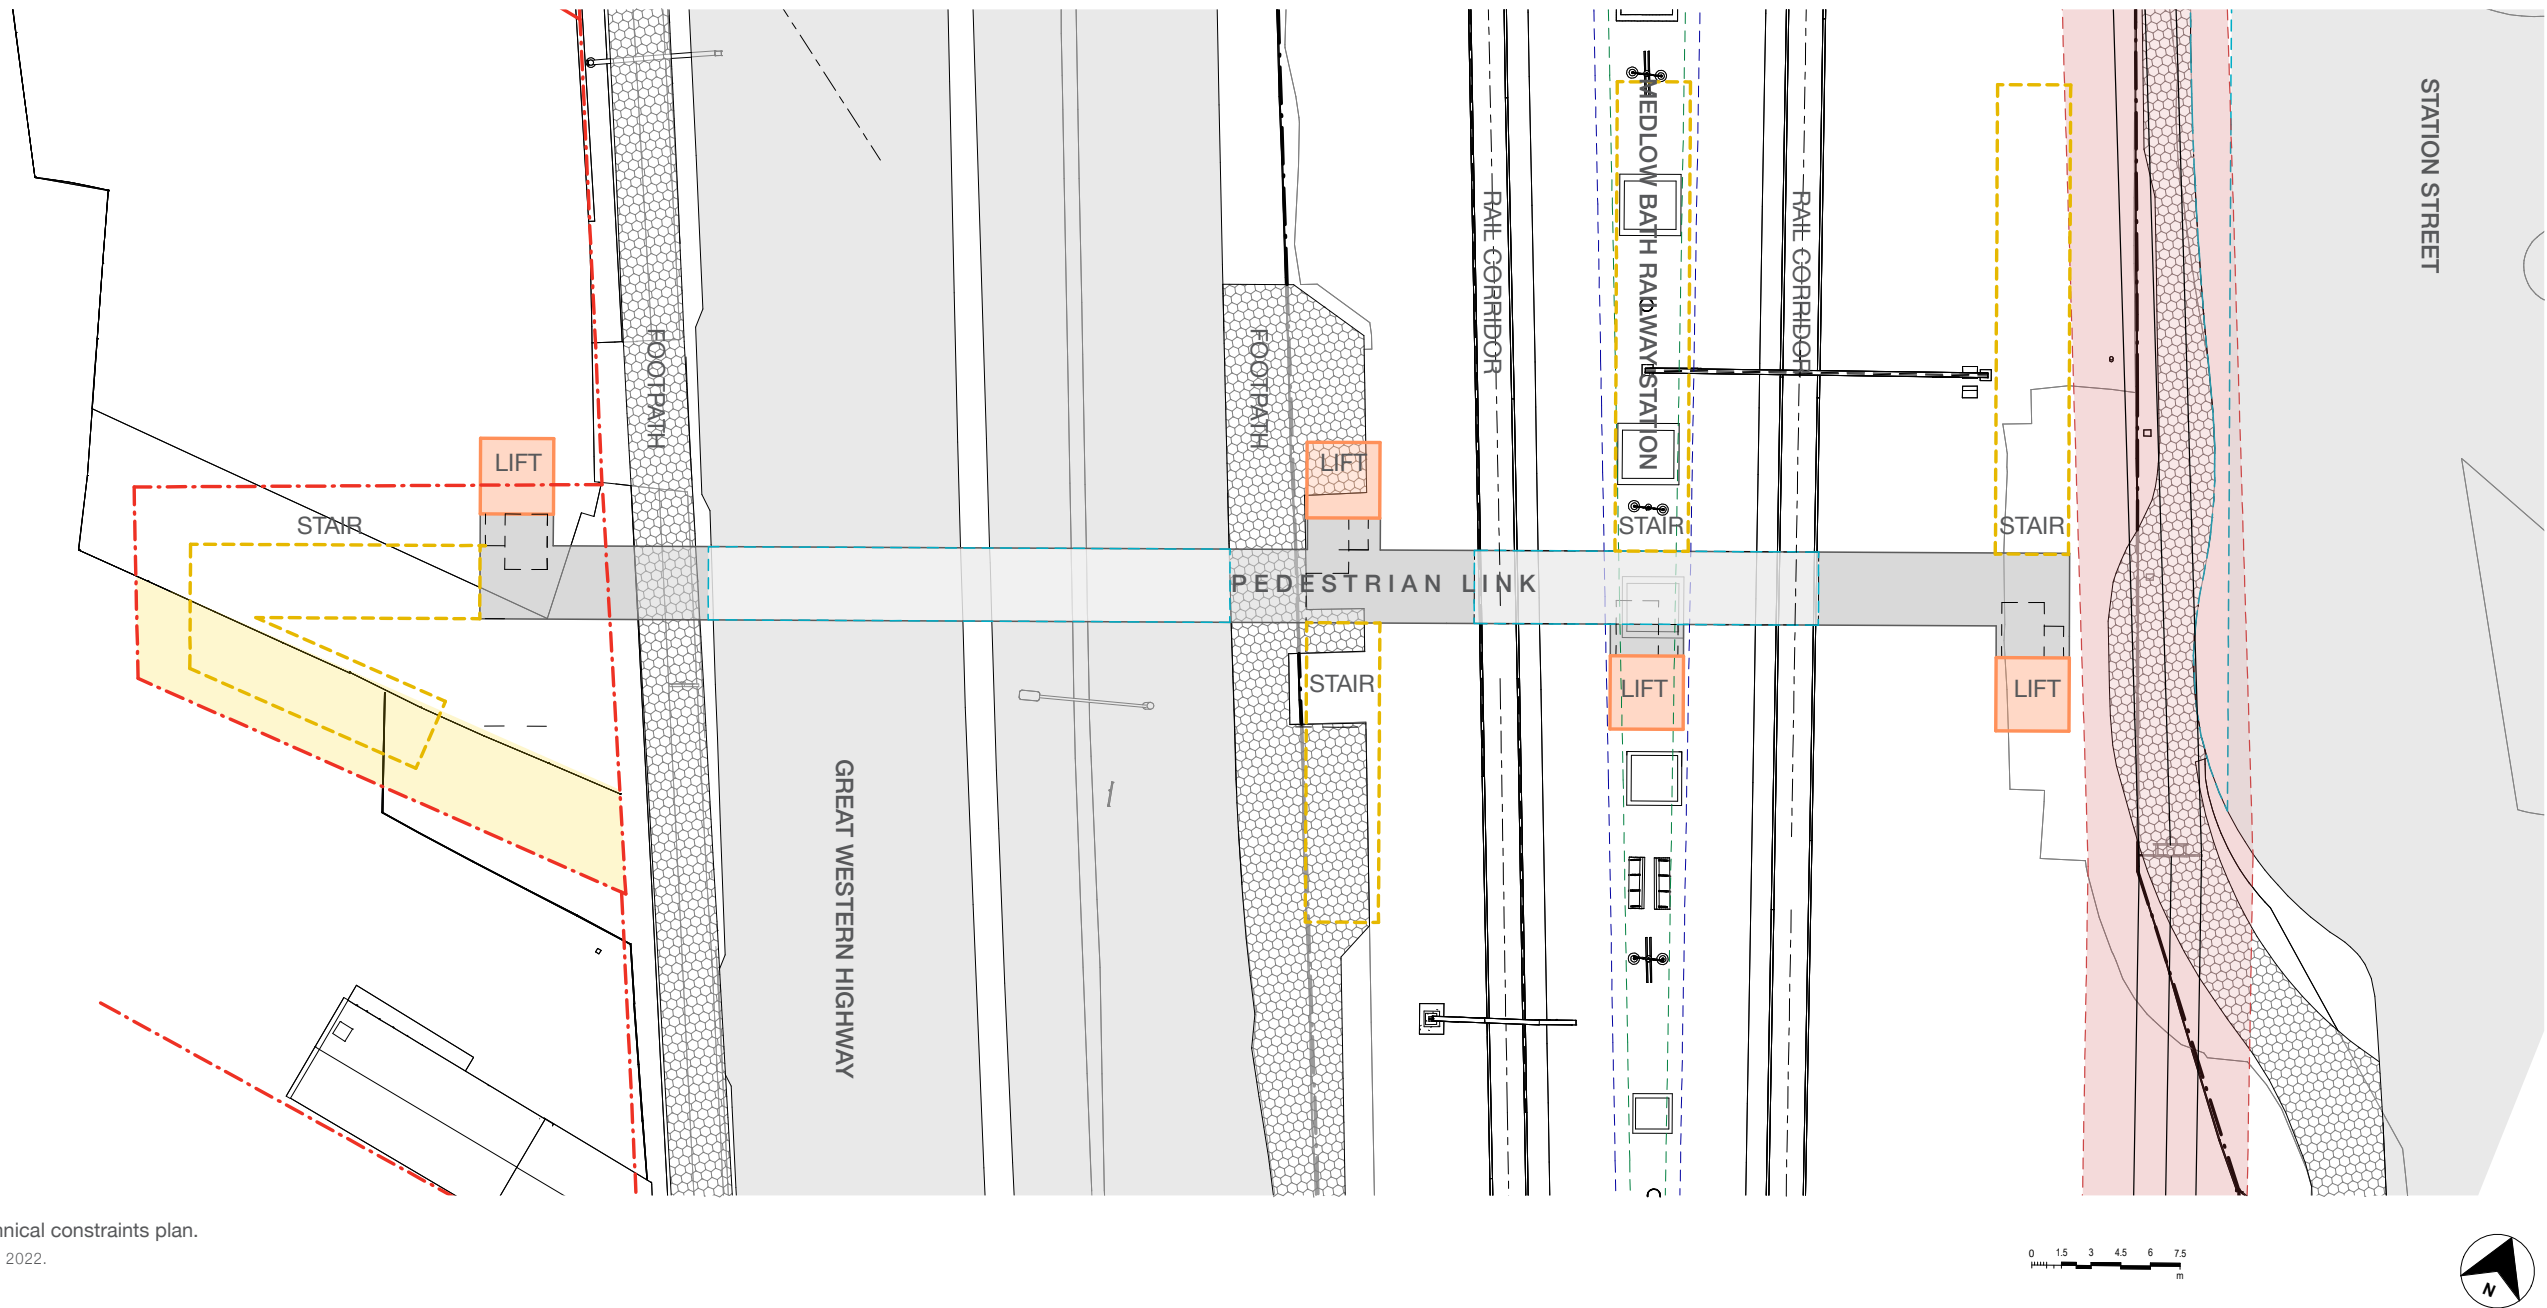 STATION STREET
MEDLOW BATH RAILWAY STATION
RAIL CORRIDOR
RAIL CORRIDOR
FOOTPATH
FOOTPATH
LIFT
LIFT
STAIR
STAIR
STAIR
PEDESTRIAN LINK
STAIR
LIFT
LIFT
GREAT WESTERN HIGHWAY
nical constraints plan.
2022.
0 1.5 3 4.5 6 7.5
m
N